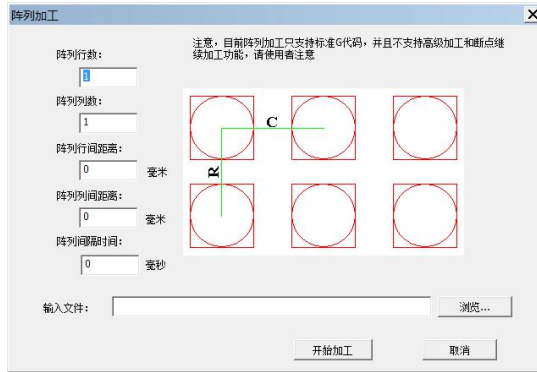 阵列加工
阵列行数:
1
阵列列数:
1
阵列行间距离:
0 毫米
阵列列间距离:
0 毫米
阵列间隔时间:
0 毫秒
注意，目前阵列加工只支持标准G代码，并且不支持高级加工和断点继
续加工功能，请使用者注意
C
R
输入文件:
浏览...
开始加工 取消